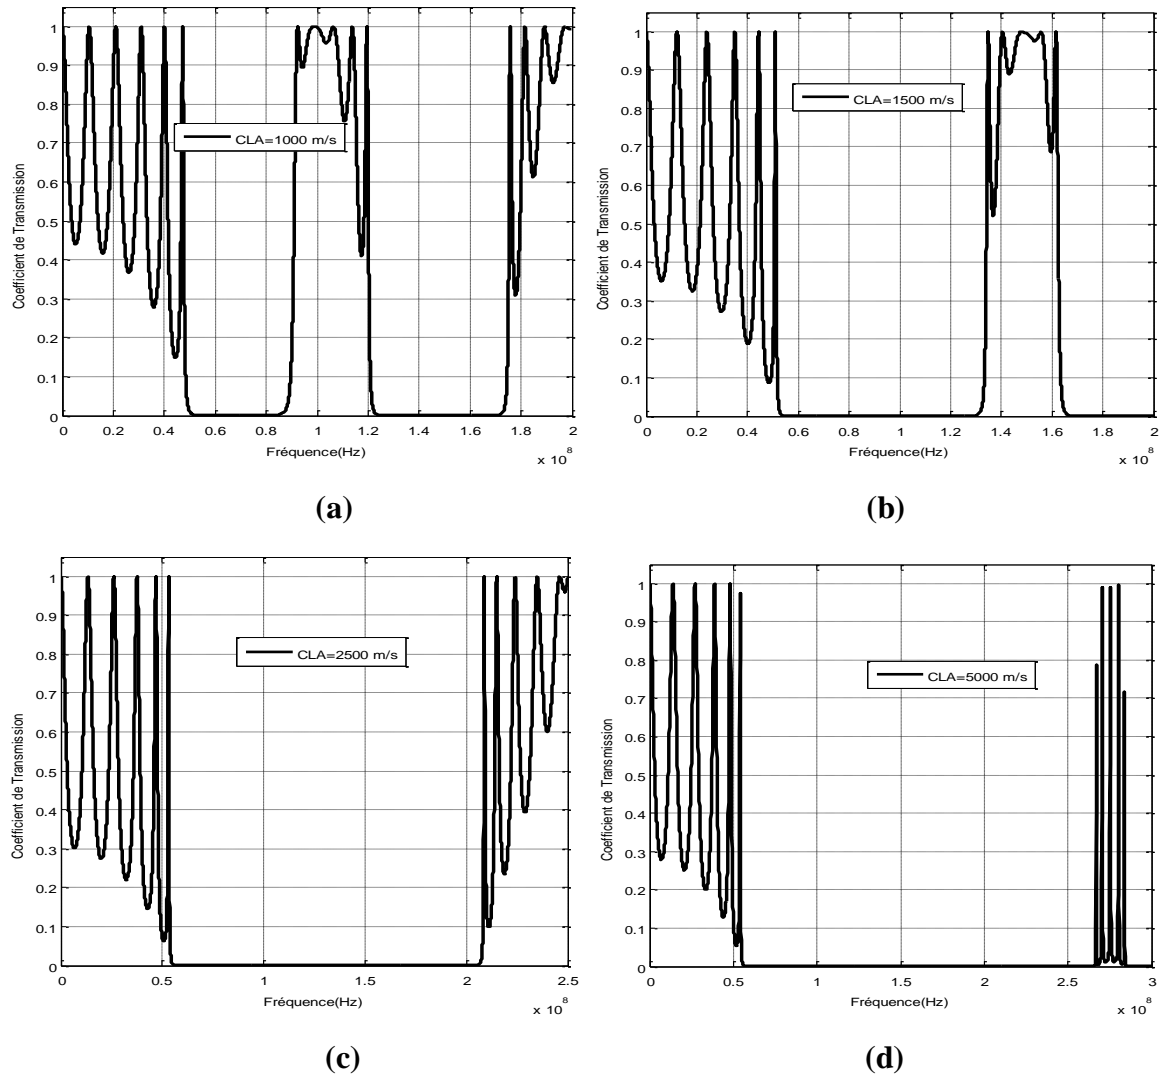 1
0.9
0.8
0.7
0.6
0.5
0.4
0.3
0.2
0.1
0
Coefficient de Transmission
CLA=1000 m/s
0 0.2 0.4 0.6 0.8 1 1.2 1.4 1.6 1.8 2
Fréquence(Hz)
x 10^8
(a)
1
0.9
0.8
0.7
0.6
0.5
0.4
0.3
0.2
0.1
0
Coefficient de Transmission
CLA=1500 m/s
0 0.2 0.4 0.6 0.8 1 1.2 1.4 1.6 1.8 2
Fréquence(Hz)
x 10^8
(b)
1
0.9
0.8
0.7
0.6
0.5
0.4
0.3
0.2
0.1
0
Coefficient de Transmission
CLA=2500 m/s
0 0.5 1 1.5 2 2.5
Fréquence(Hz)
x 10^8
(c)
1
0.9
0.8
0.7
0.6
0.5
0.4
0.3
0.2
0.1
0
Coefficient de Transmission
CLA=5000 m/s
0 0.5 1 1.5 2 2.5 3
Fréquence(Hz)
x 10^8
(d)